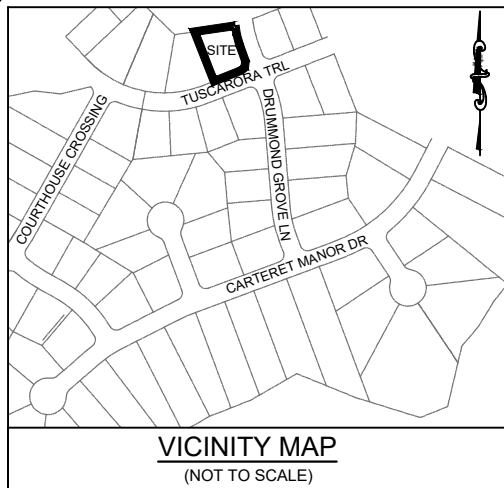 SITE
TUSCARORA TRL
COURTHOUSE CROSSING
DRUMMOND GROVE LN
CARTERET MANOR DR
VICINITY MAP
(NOT TO SCALE)